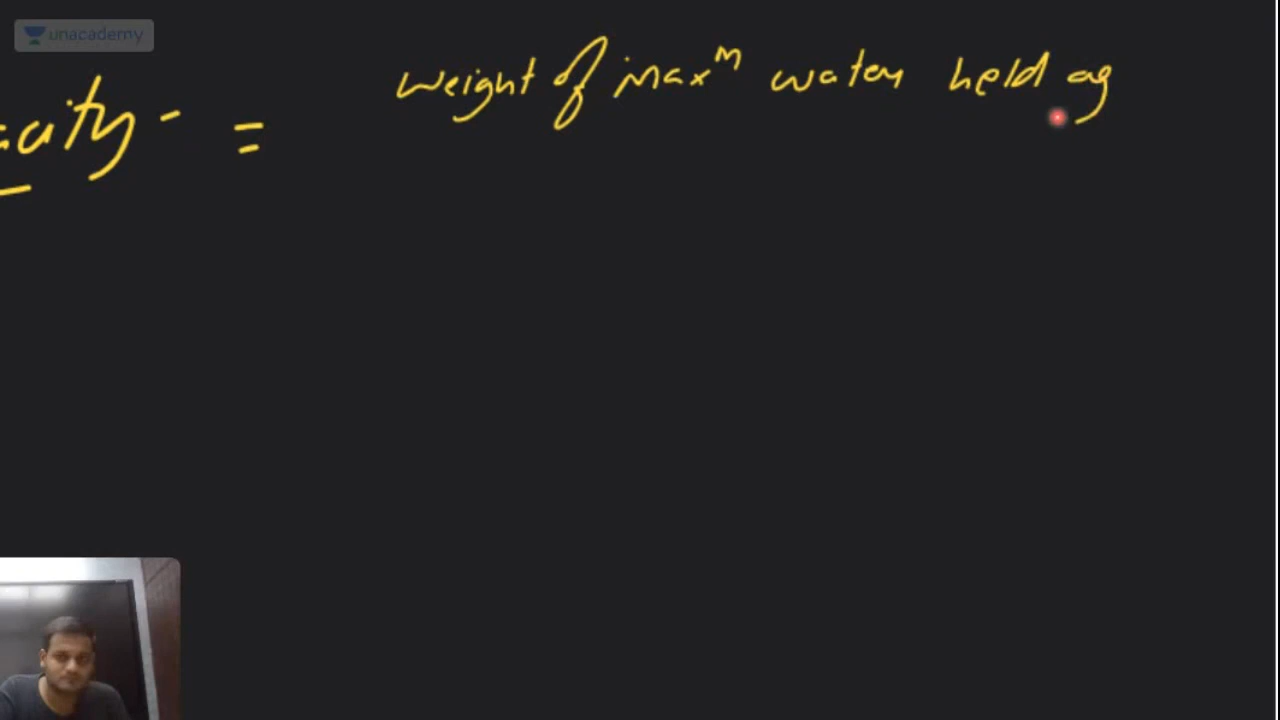 unacademy
weight of maxᵐ water held ag
acity - =